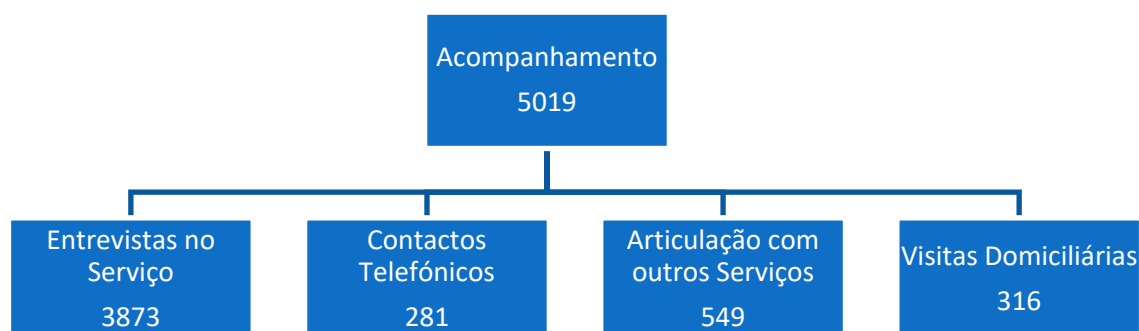 Acompanhamento
5019
Entrevistas no
Serviço
3873
Contactos
Telefónicos
281
Articulação com
outros Serviços
549
Visitas Domiciliárias
316